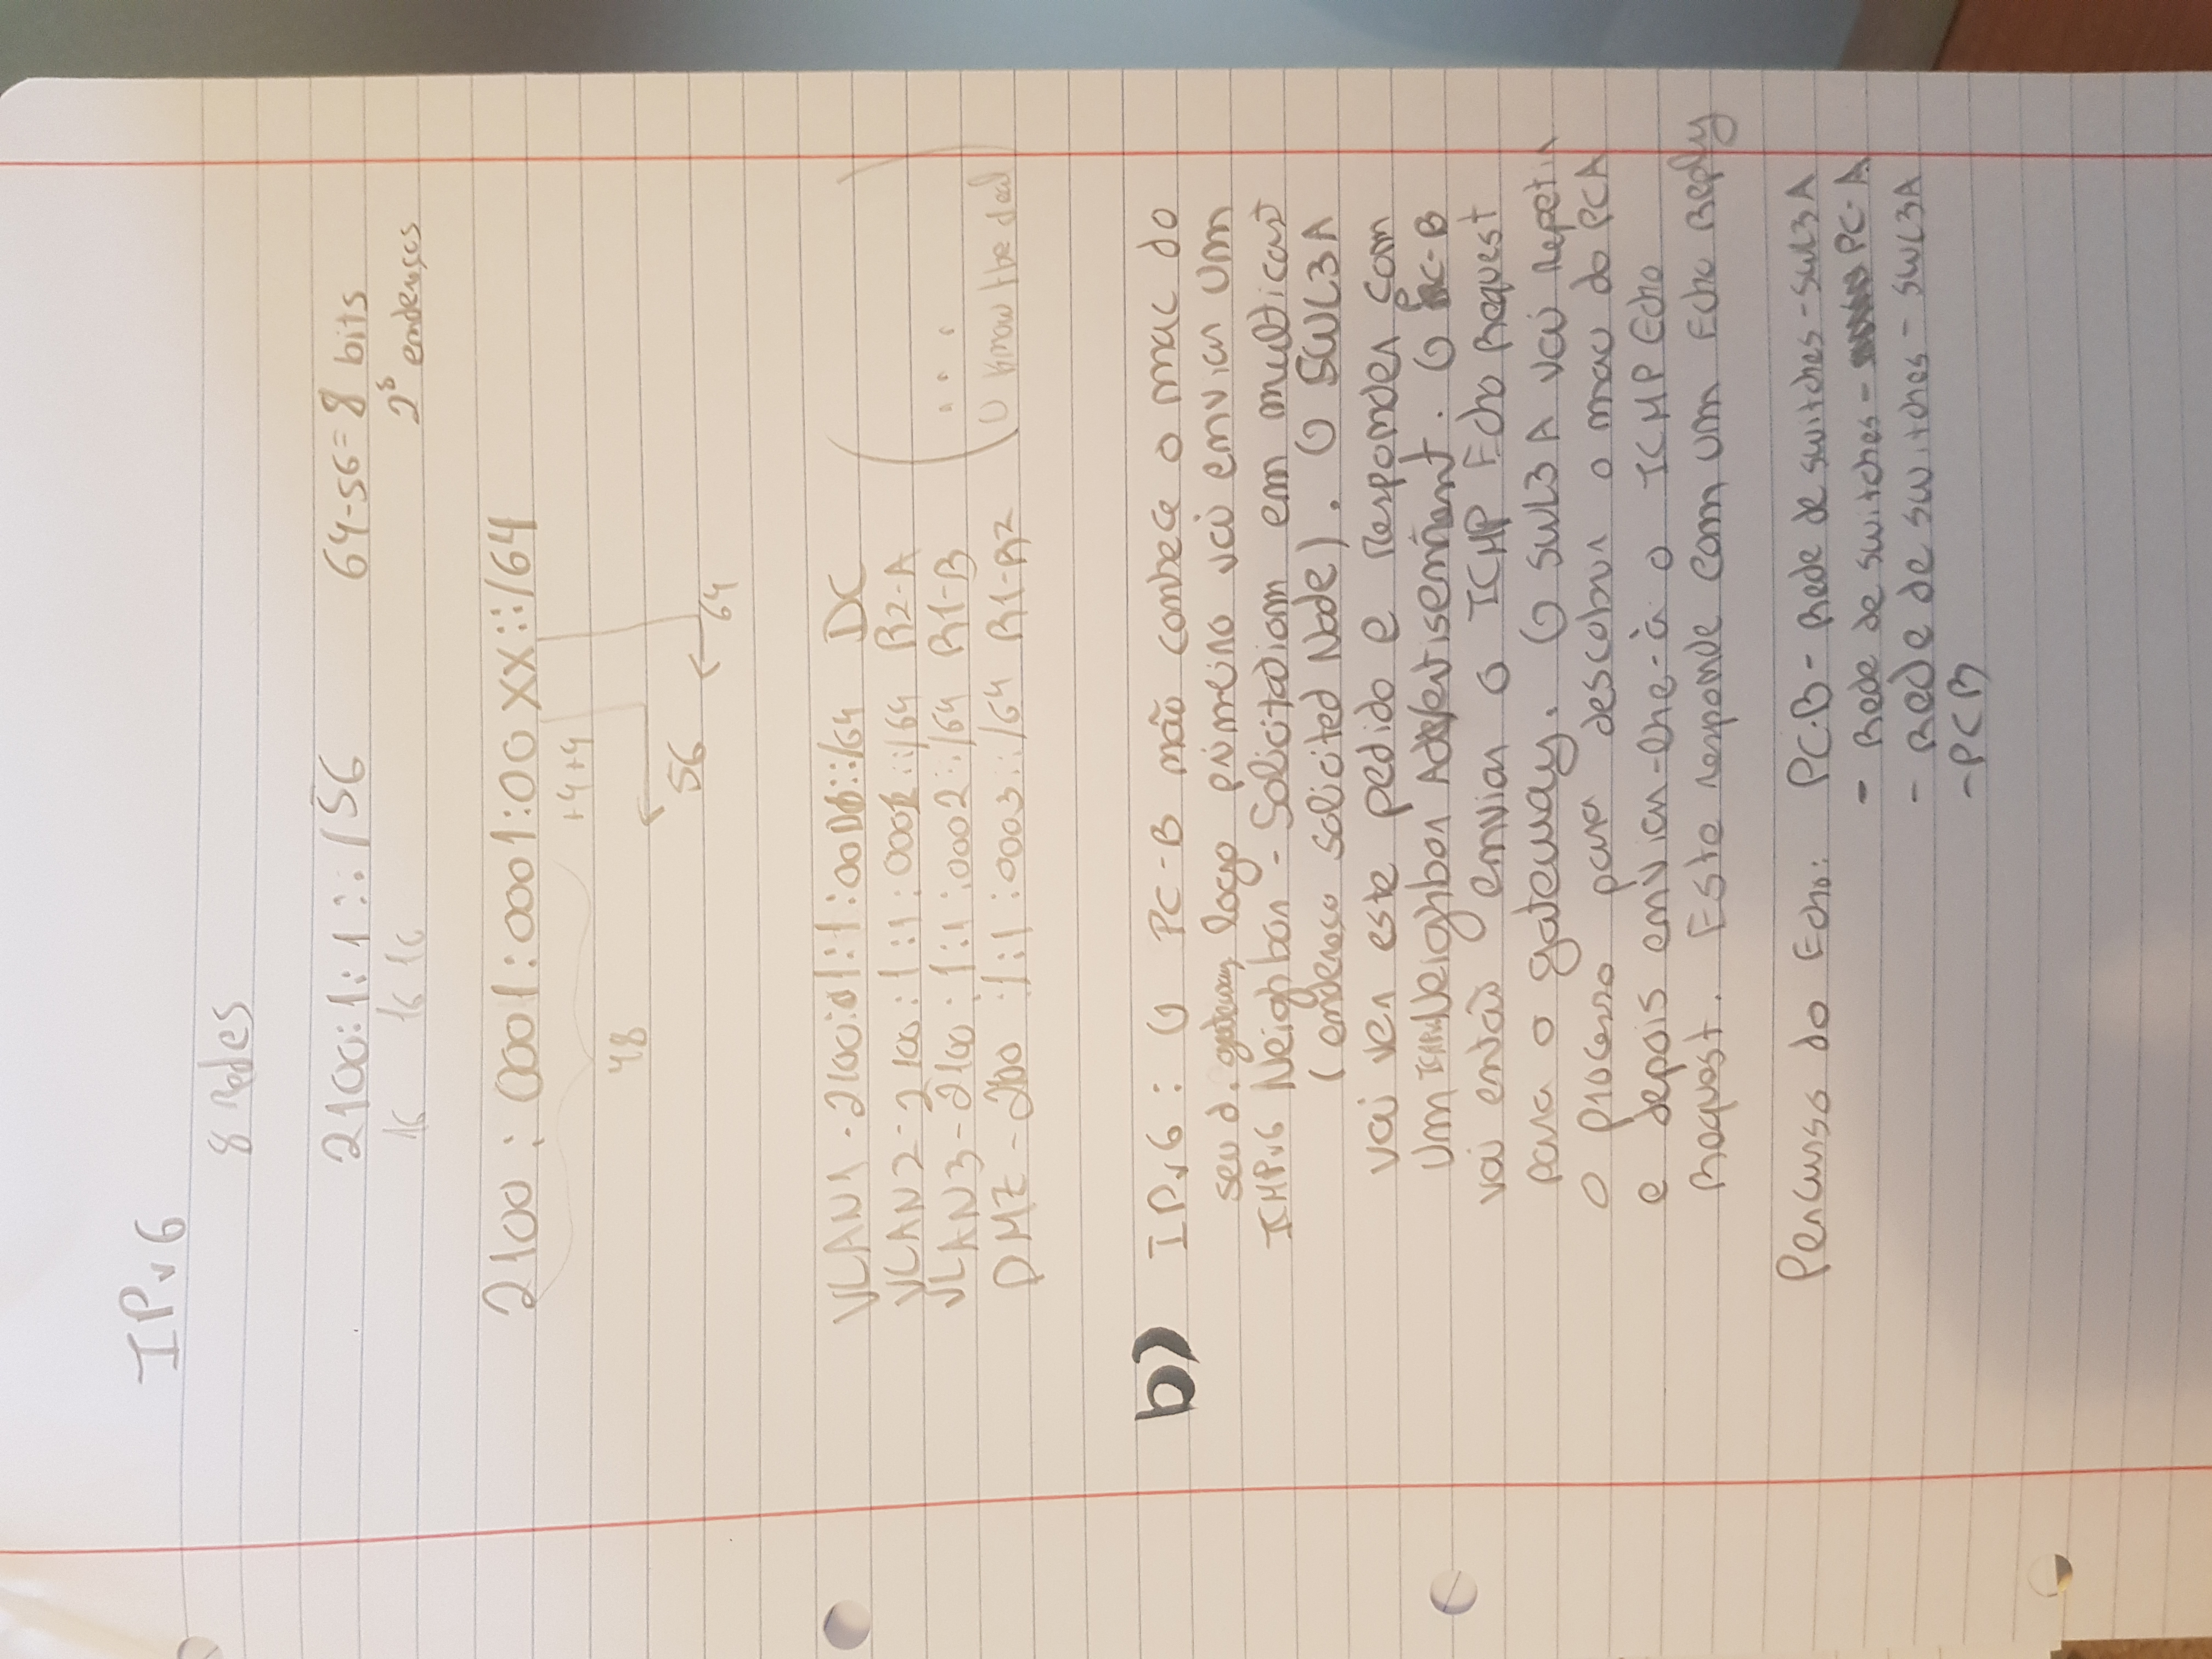 IPv6
8 Redes
2100:1:1::/56 64-56=8 bits
16 16 16 2⁸ endereços
2100:0001:0001:00XX::/64
+4+4
48
56
64
VLAN1 - 2100:01:1:0000::/64 DC
VLAN2 - 2100:1:1:0001::/64 R2-A
VLAN3 - 2100:1:1:0002::/64 R1-B ...
DMZ - 2100:1:1:0003::/64 R1-R2 U know the deal
b) IPv6: O PC-B não conhece o mac do
seu d. gateway, logo primeiro vai enviar um
ICMPv6 Neighbor-Solicitation em multicast
(endereço solicited Node). O SWL3A
vai ver este pedido e responder com
um ICMPv6 Neighbor Advertisement. O PC-B
vai então enviar o ICMP Echo Request
para o gateway. O SWL3A vai repetir
o processo para descobrir o mac do PCA
e depois enviar-lhe-à o ICMP Echo
Request. Este responde com um Echo Reply
Percurso do Echo: PC-B - Rede de switches - SWL3A
- Rede de switches - PC-A
- Rede de switches - SWL3A
- PCB